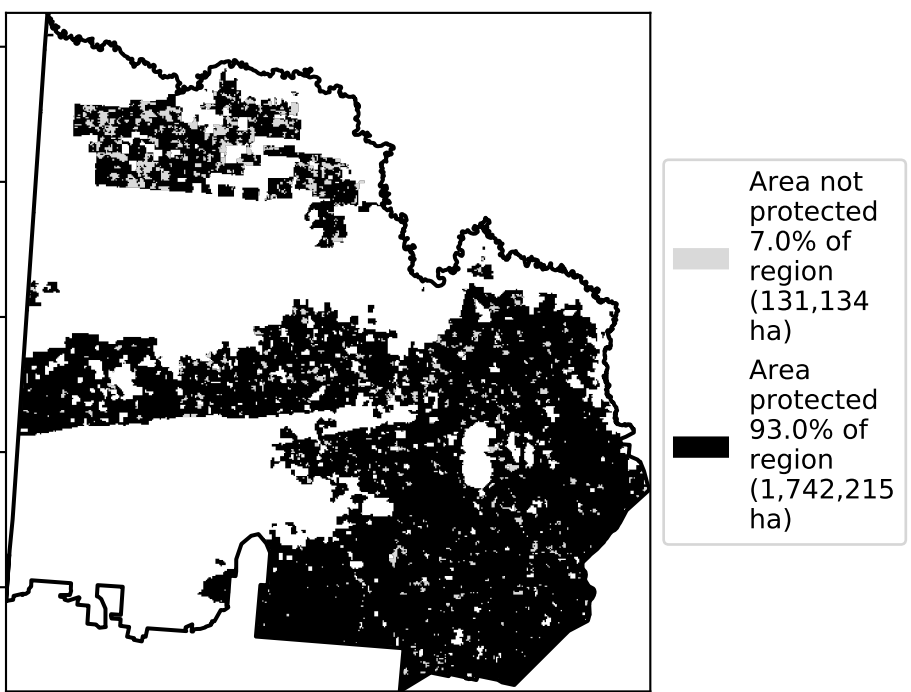 Area not
protected
7.0% of
region
(131,134
ha)
Area
protected
93.0% of
region
(1,742,215
ha)